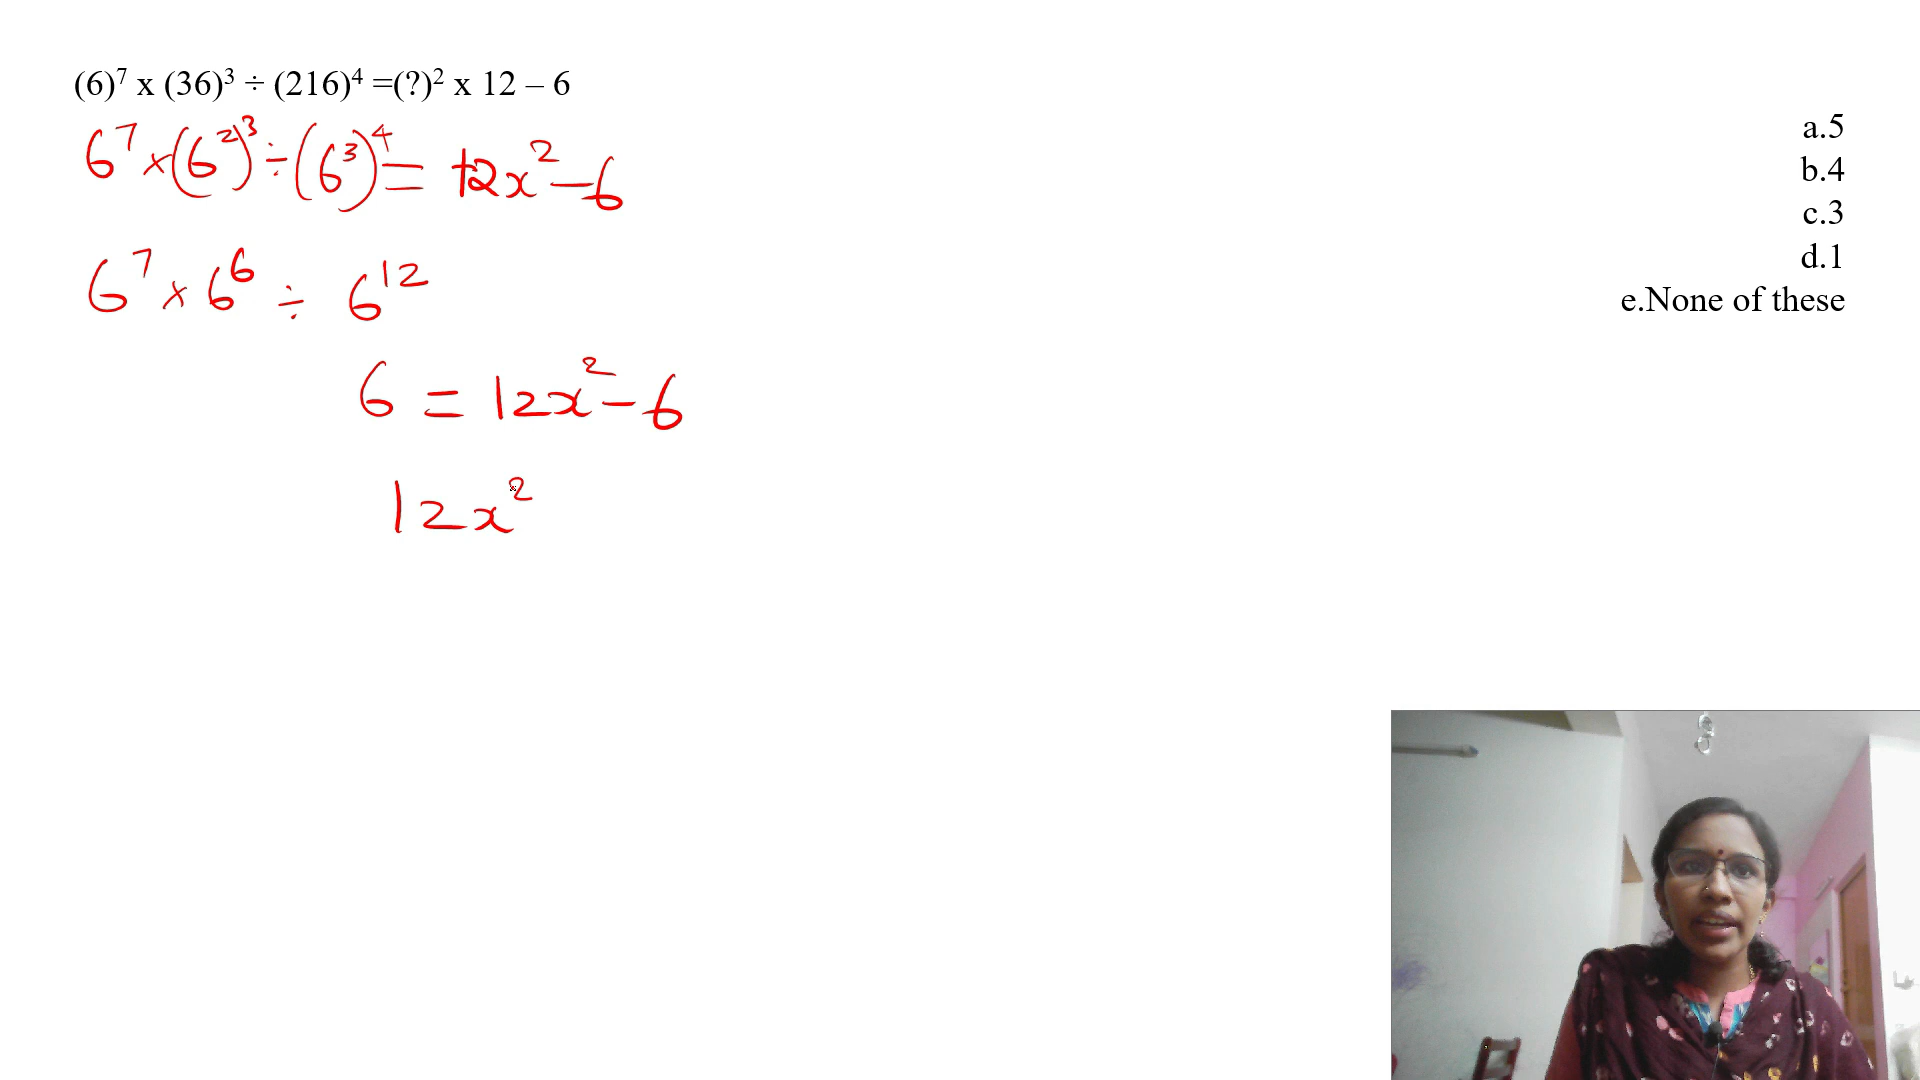 (6)⁷ x (36)³ ÷ (216)⁴ =(?)² x 12 – 6
a.5
b.4
c.3
d.1
e.None of these
6⁷ × (6²)³ ÷ (6³)⁴ = 12x² – 6
6⁷ × 6⁶ ÷ 6¹²
6 = 12x² – 6
12x²